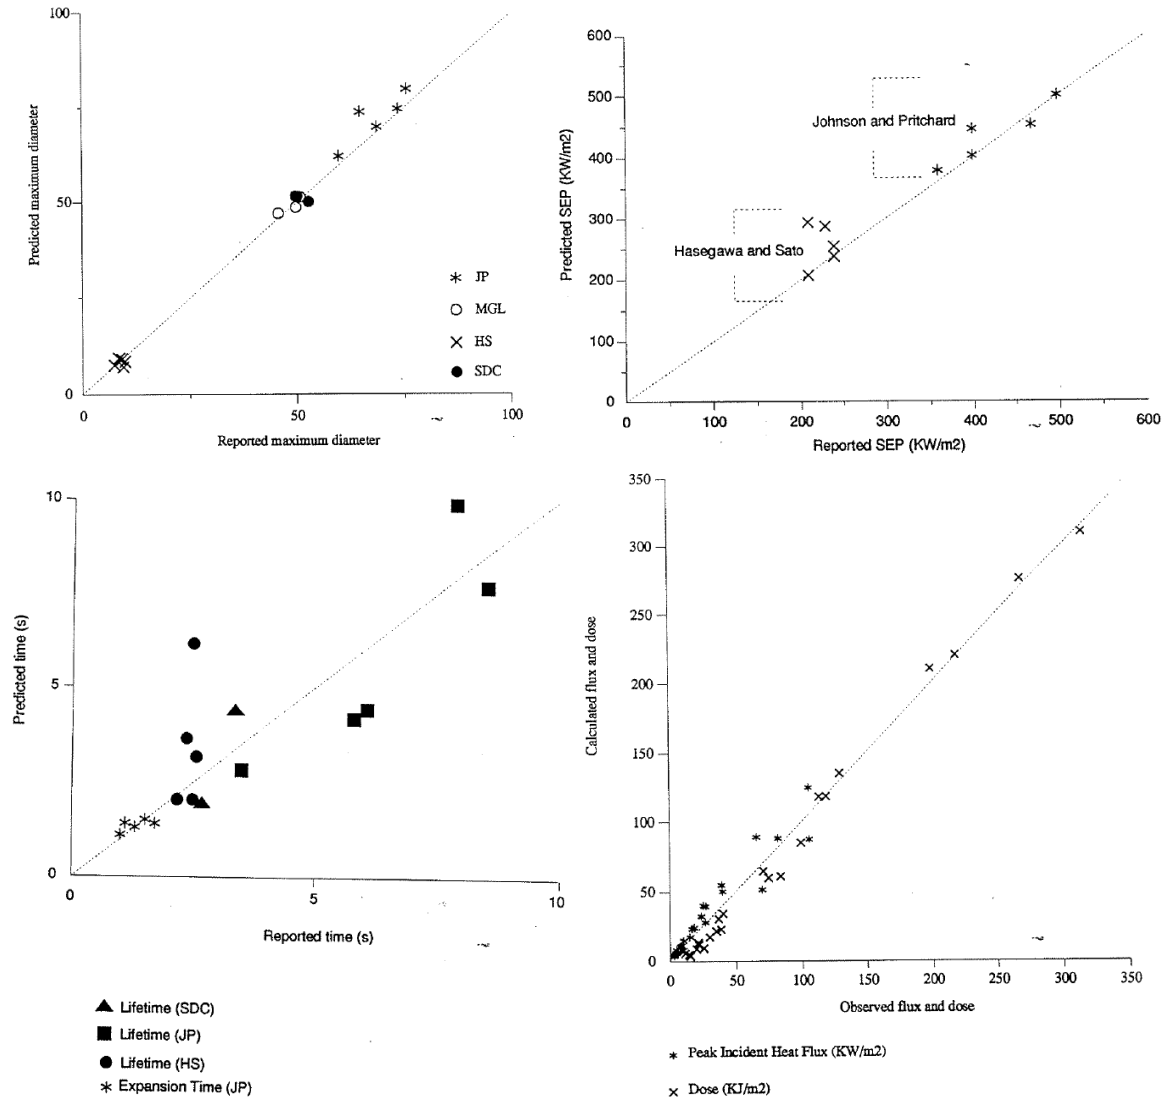 100
50
0
Predicted maximum diameter
0
50
100
Reported maximum diameter
JP
MGL
HS
SDC
600
500
400
300
200
100
0
Predicted SEP (KW/m2)
Johnson and Pritchard
Hasegawa and Sato
0
100
200
300
400
500
600
Reported SEP (KW/m2)
10
5
0
Predicted time (s)
0
5
10
Reported time (s)
Lifetime (SDC)
Lifetime (JP)
Lifetime (HS)
Expansion Time (JP)
350
300
250
200
150
100
50
0
Calculated flux and dose
0
50
100
150
200
250
300
350
Observed flux and dose
Peak Incident Heat Flux (KW/m2)
Dose (KJ/m2)